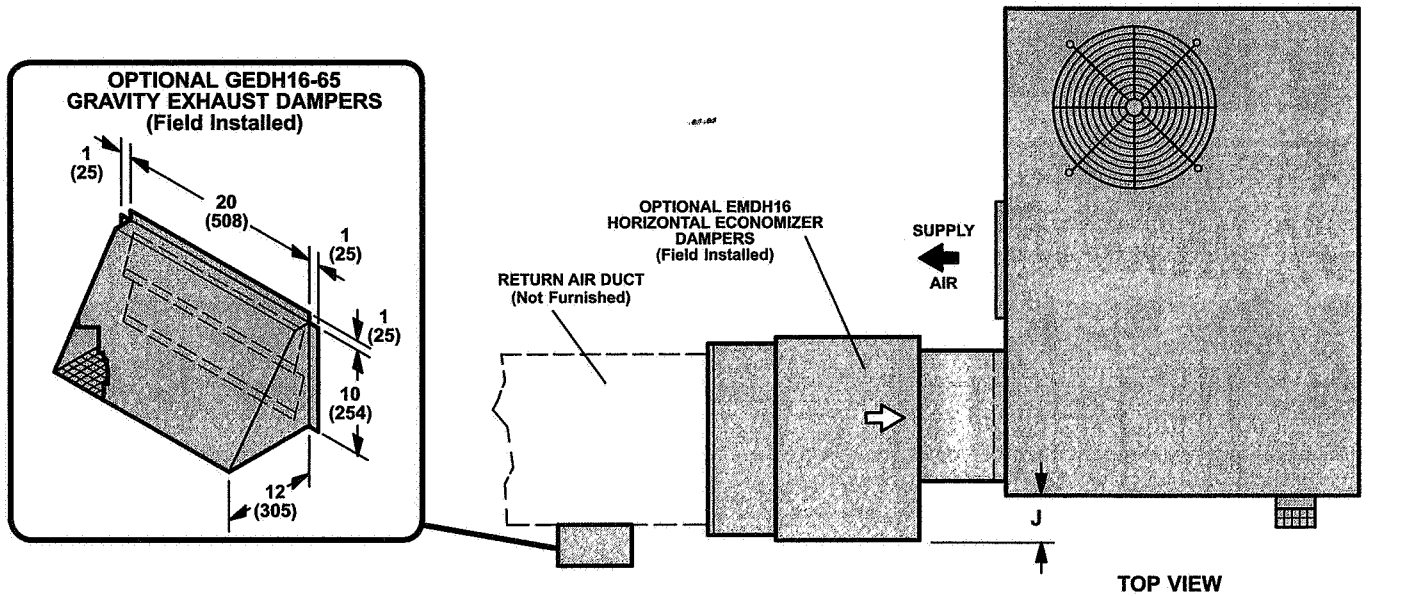 OPTIONAL GEDH16-65
GRAVITY EXHAUST DAMPERS
(Field Installed)
1
(25)
20
(508)
1
(25)
1
(25)
10
(254)
12
(305)
OPTIONAL EMDH16
HORIZONTAL ECONOMIZER
DAMPERS
(Field Installed)
RETURN AIR DUCT
(Not Furnished)
SUPPLY
AIR
J
TOP VIEW